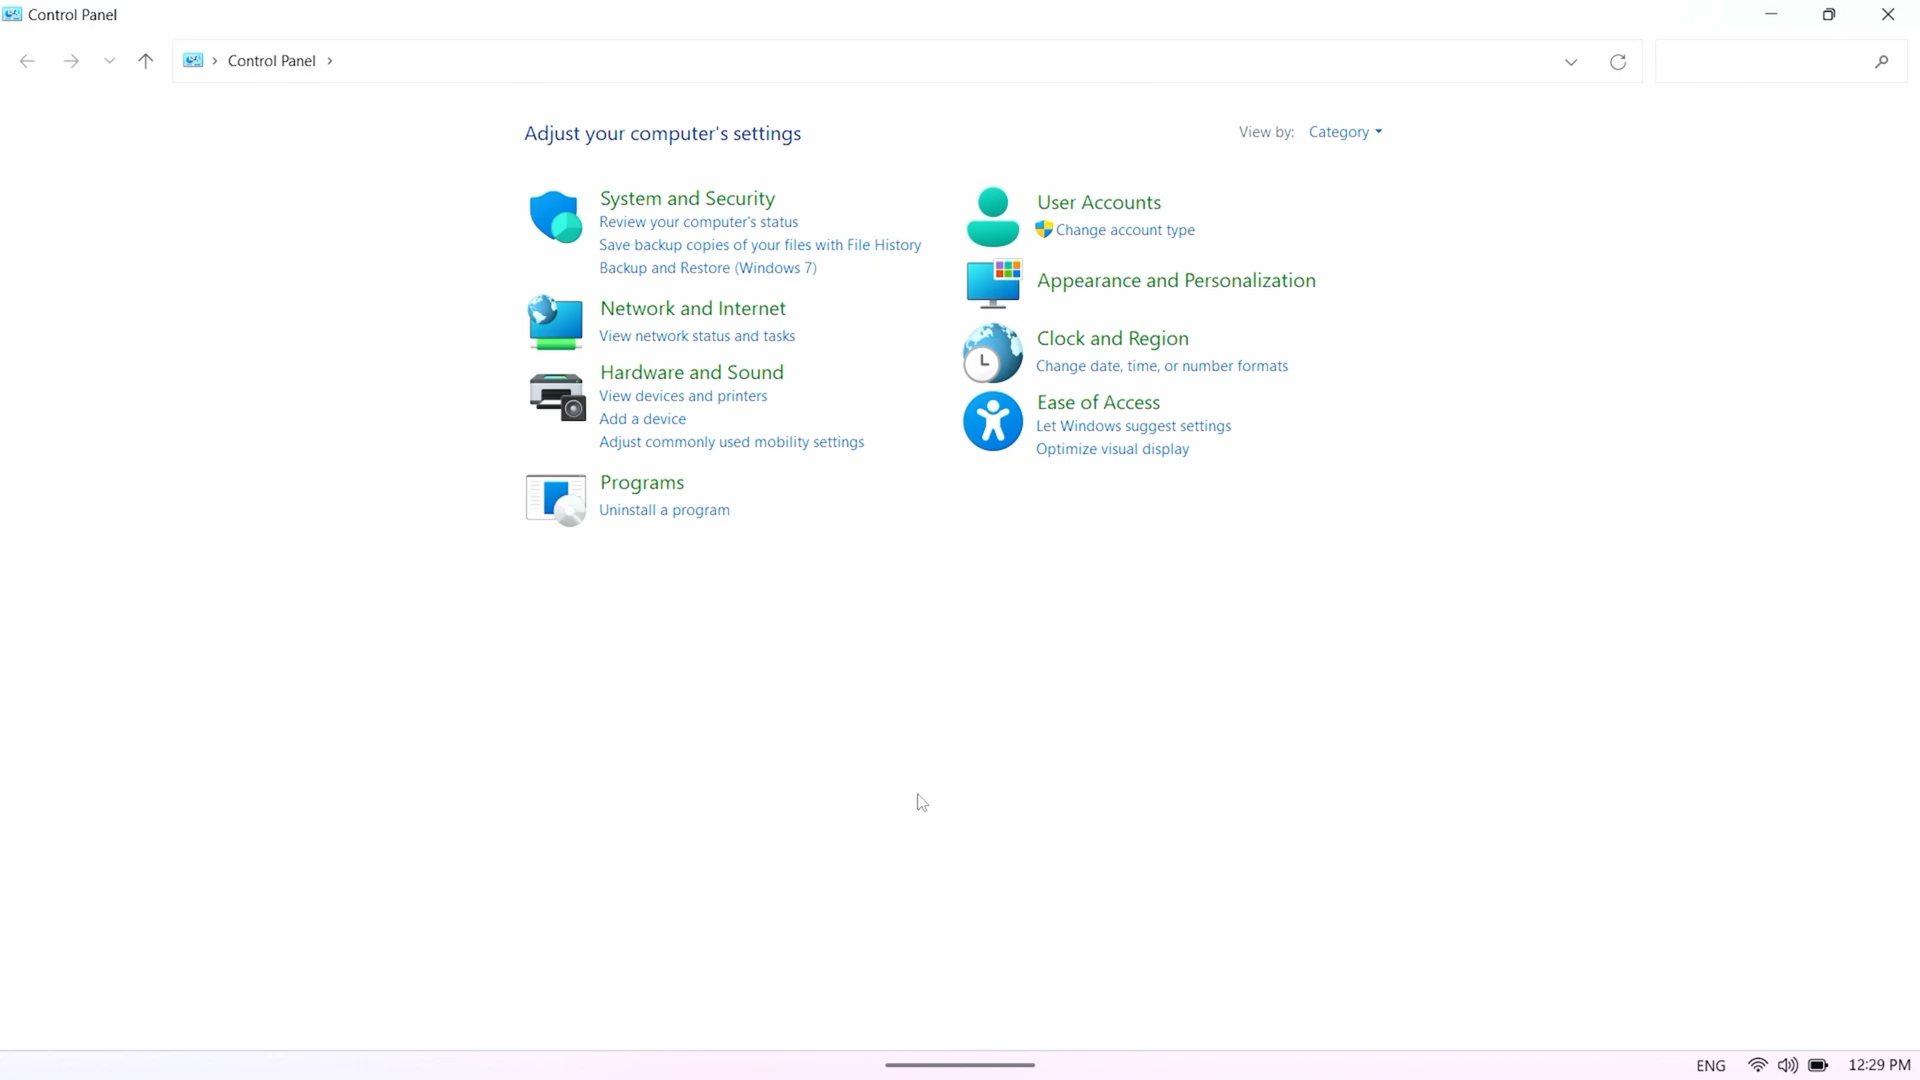 Control Panel
Control Panel
Adjust your computer's settings
View by: Category
System and Security
Review your computer's status
Save backup copies of your files with File History
Backup and Restore (Windows 7)
Network and Internet
View network status and tasks
Hardware and Sound
View devices and printers
Add a device
Adjust commonly used mobility settings
Programs
Uninstall a program
User Accounts
Change account type
Appearance and Personalization
Clock and Region
Change date, time, or number formats
Ease of Access
Let Windows suggest settings
Optimize visual display
ENG
12:29 PM